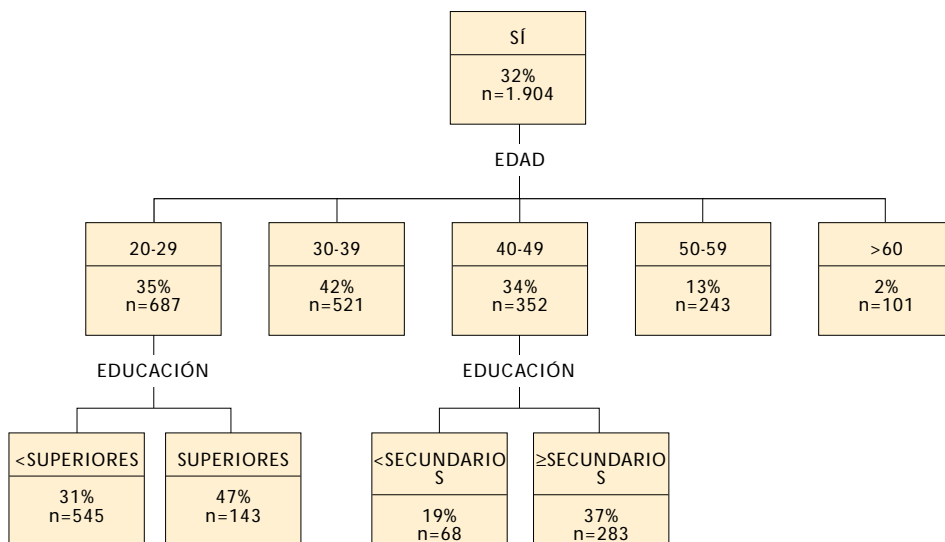 SÍ
32%
n=1.904
EDAD
20-29
35%
n=687
30-39
42%
n=521
40-49
34%
n=352
50-59
13%
n=243
>60
2%
n=101
EDUCACIÓN
EDUCACIÓN
<SUPERIORES
31%
n=545
SUPERIORES
47%
n=143
<SECUNDARIO
S
19%
n=68
≥SECUNDARIO
S
37%
n=283